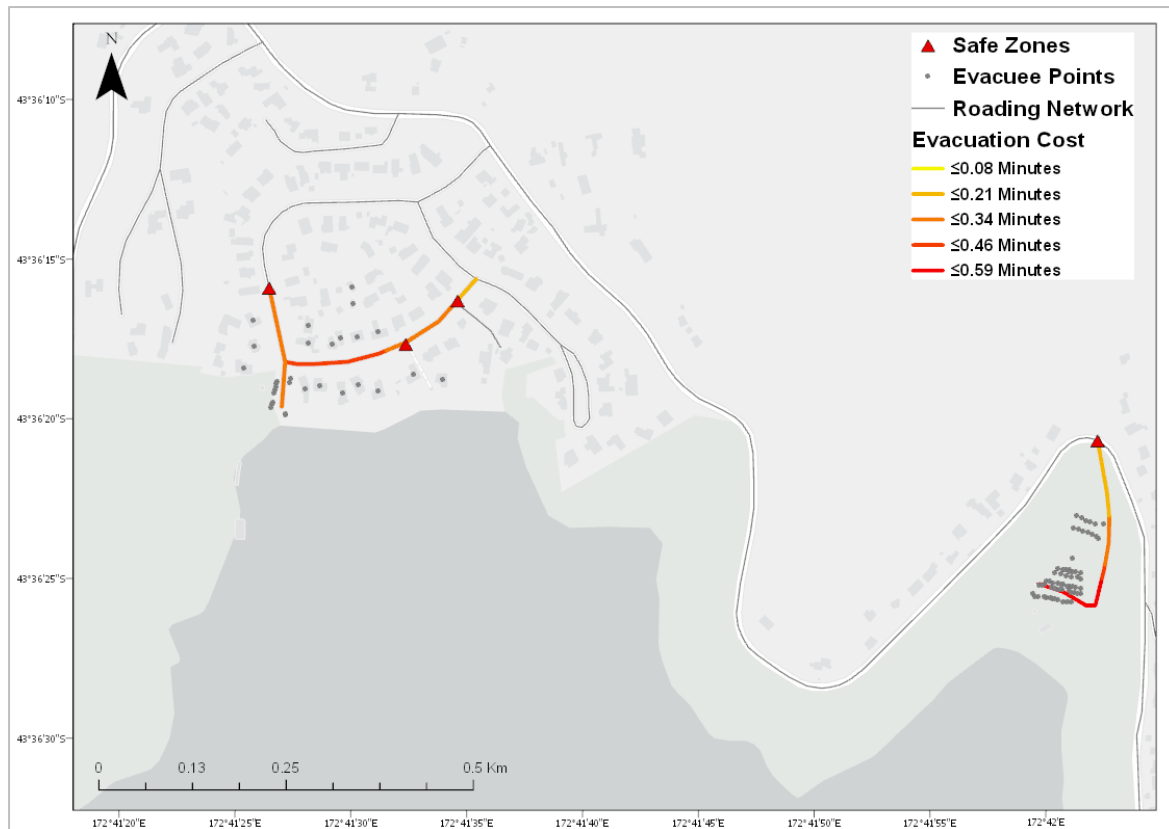 N
Safe Zones
Evacuee Points
Roading Network
Evacuation Cost
≤0.08 Minutes
≤0.21 Minutes
≤0.34 Minutes
≤0.46 Minutes
≤0.59 Minutes
43°36'10"S
43°36'15"S
43°36'20"S
43°36'25"S
43°36'30"S
0 0.13 0.25 0.5 Km
172°41'20"E 172°41'25"E 172°41'30"E 172°41'35"E 172°41'40"E 172°41'45"E 172°41'50"E 172°41'55"E 172°42'E